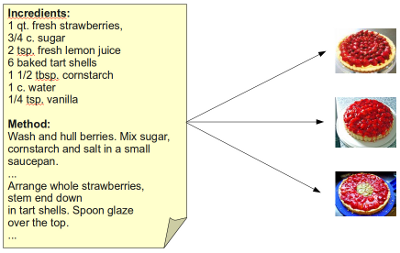 Incredients:
1 qt. fresh strawberries,
3/4 c. sugar
2 tsp. fresh lemon juice
6 baked tart shells
1 1/2 tbsp. cornstarch
1 c. water
1/4 tsp. vanilla
Method:
Wash and hull berries. Mix sugar,
cornstarch and salt in a small
saucepan.
...
Arrange whole strawberries,
stem end down
in tart shells. Spoon glaze
over the top.
...